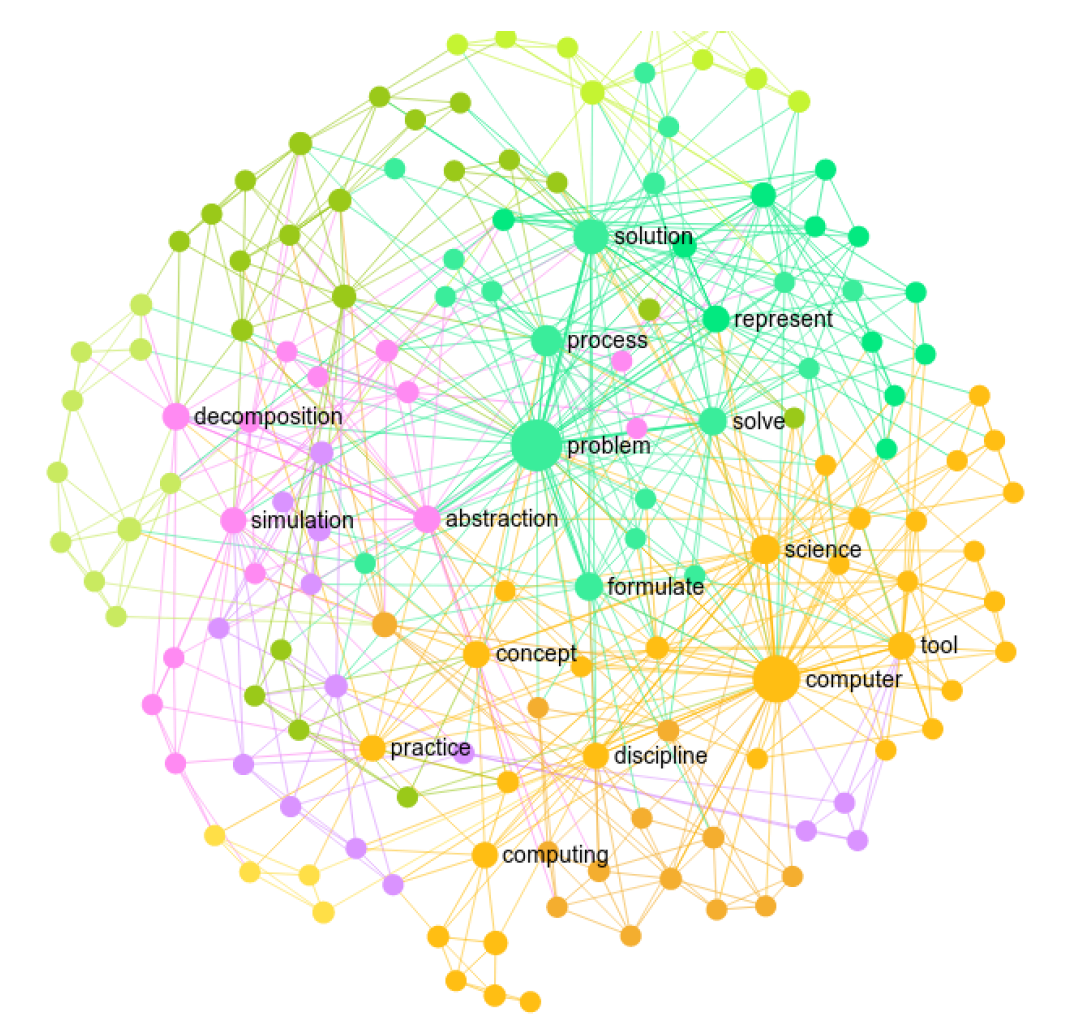 solution
represent
process
decomposition
solve
problem
simulation
abstraction
science
formulate
tool
concept
computer
practice
discipline
computing